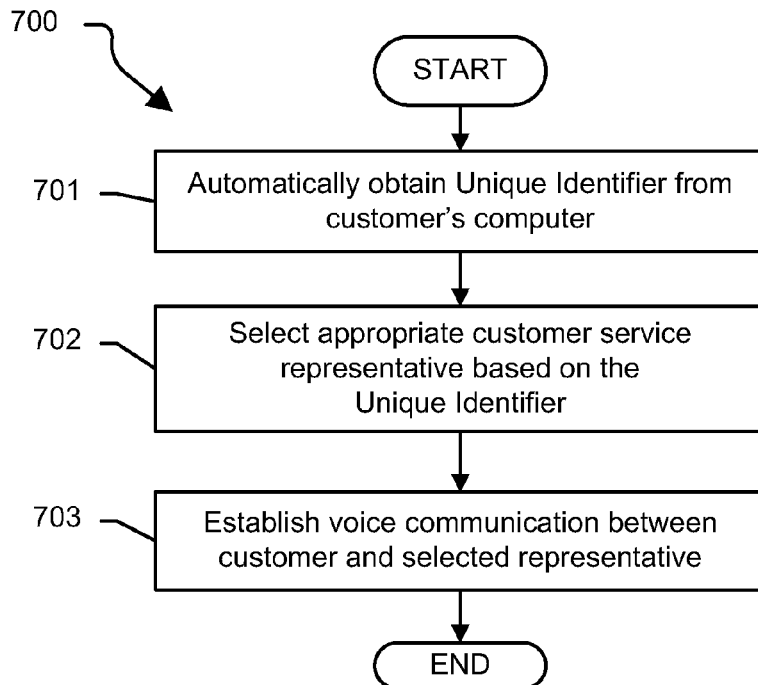 700
START
701
Automatically obtain Unique Identifier from
customer's computer
702
Select appropriate customer service
representative based on the
Unique Identifier
703
Establish voice communication between
customer and selected representative
END